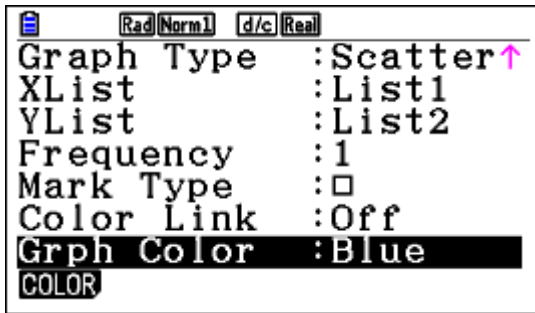 Rad Norm1 d/c Real
Graph Type :Scatter↑
XList :List1
YList :List2
Frequency :1
Mark Type :□
Color Link :Off
Grph Color :Blue
COLOR